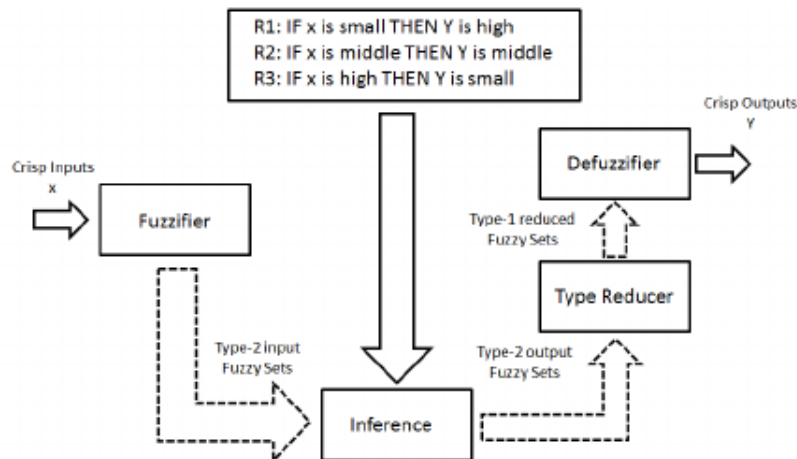 R1: IF x is small THEN Y is high
R2: IF x is middle THEN Y is middle
R3: IF x is high THEN Y is small
Crisp Outputs
Y
Crisp Inputs
x
Defuzzifier
Fuzzifier
Type-1 reduced
Fuzzy Sets
Type Reducer
Type-2 input
Fuzzy Sets
Type-2 output
Fuzzy Sets
Inference